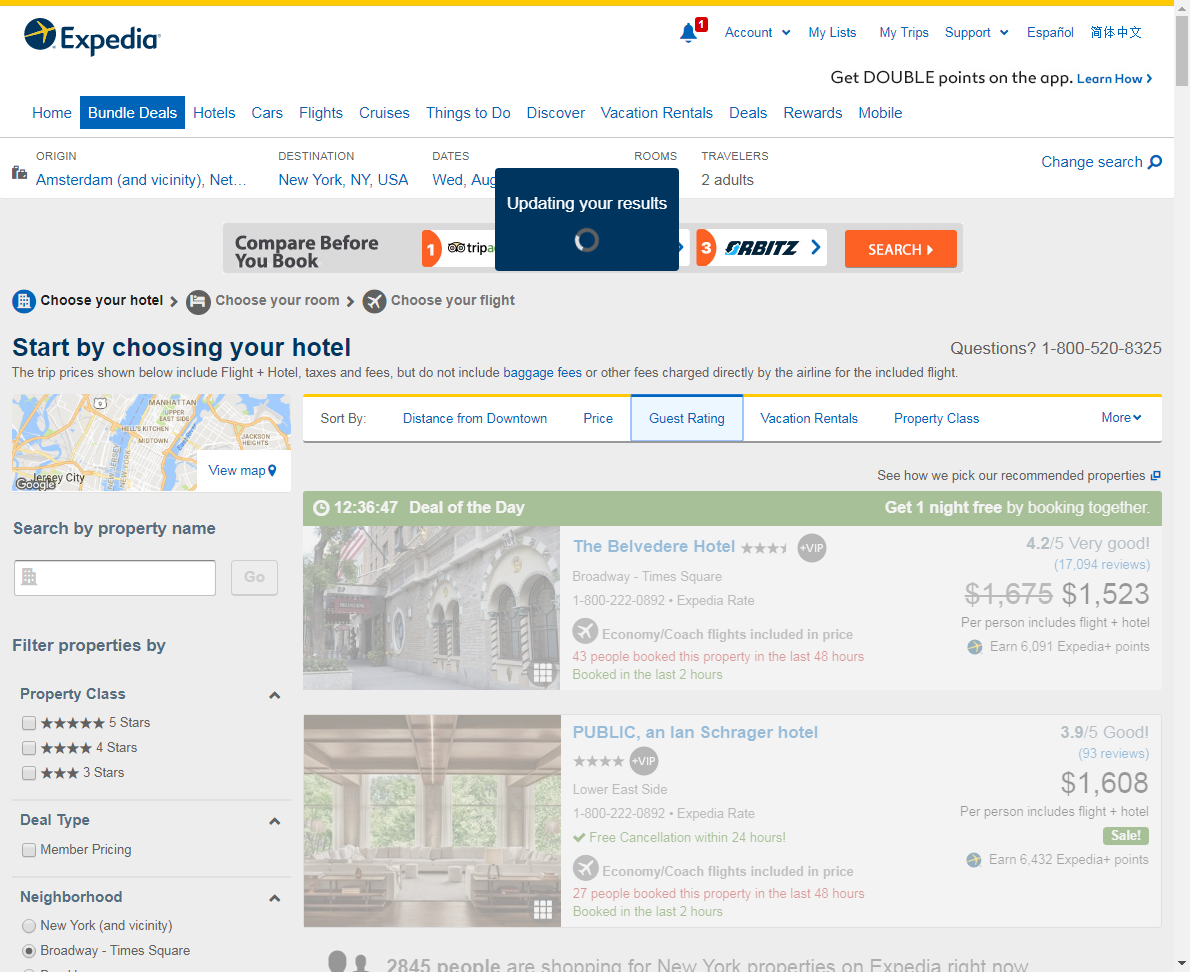 Expedia
1
Account
My Lists
My Trips
Support
Español
简体中文
Get DOUBLE points on the app. Learn How
Home
Bundle Deals
Hotels
Cars
Flights
Cruises
Things to Do
Discover
Vacation Rentals
Deals
Rewards
Mobile
ORIGIN
Amsterdam (and vicinity), Net...
DESTINATION
New York, NY, USA
DATES
Wed, Aug
ROOMS
TRAVELERS
2 adults
Change search
Updating your results
Compare Before
You Book
1
tripa
3
ORBITZ
SEARCH
Choose your hotel
Choose your room
Choose your flight
Start by choosing your hotel
Questions? 1-800-520-8325
The trip prices shown below include Flight + Hotel, taxes and fees, but do not include baggage fees or other fees charged directly by the airline for the included flight.
9
MANHATTAN
UPPER
EAST SIDE
HELL'S KITCHEN
MIDTOWN
JACKSON
HEIGHTS
NEW JERSEY
NEW YORK
East River
Jersey City
Google
View map
Sort By:
Distance from Downtown
Price
Guest Rating
Vacation Rentals
Property Class
More
See how we pick our recommended properties
Search by property name
Go
Filter properties by
Property Class
5 Stars
4 Stars
3 Stars
Deal Type
Member Pricing
Neighborhood
New York (and vicinity)
Broadway - Times Square
12:36:47 Deal of the Day
Get 1 night free by booking together.
The Belvedere Hotel
+VIP
4.2/5 Very good!
(17,094 reviews)
Broadway - Times Square
1-800-222-0892 • Expedia Rate
$1,675 $1,523
Per person includes flight + hotel
Economy/Coach flights included in price
Earn 6,091 Expedia+ points
43 people booked this property in the last 48 hours
Booked in the last 2 hours
PUBLIC, an Ian Schrager hotel
+VIP
3.9/5 Good!
(93 reviews)
Lower East Side
$1,608
1-800-222-0892 • Expedia Rate
Per person includes flight + hotel
Free Cancellation within 24 hours!
Sale!
Economy/Coach flights included in price
Earn 6,432 Expedia+ points
27 people booked this property in the last 48 hours
Booked in the last 2 hours
2845 people are shopping for New York properties on Expedia right now